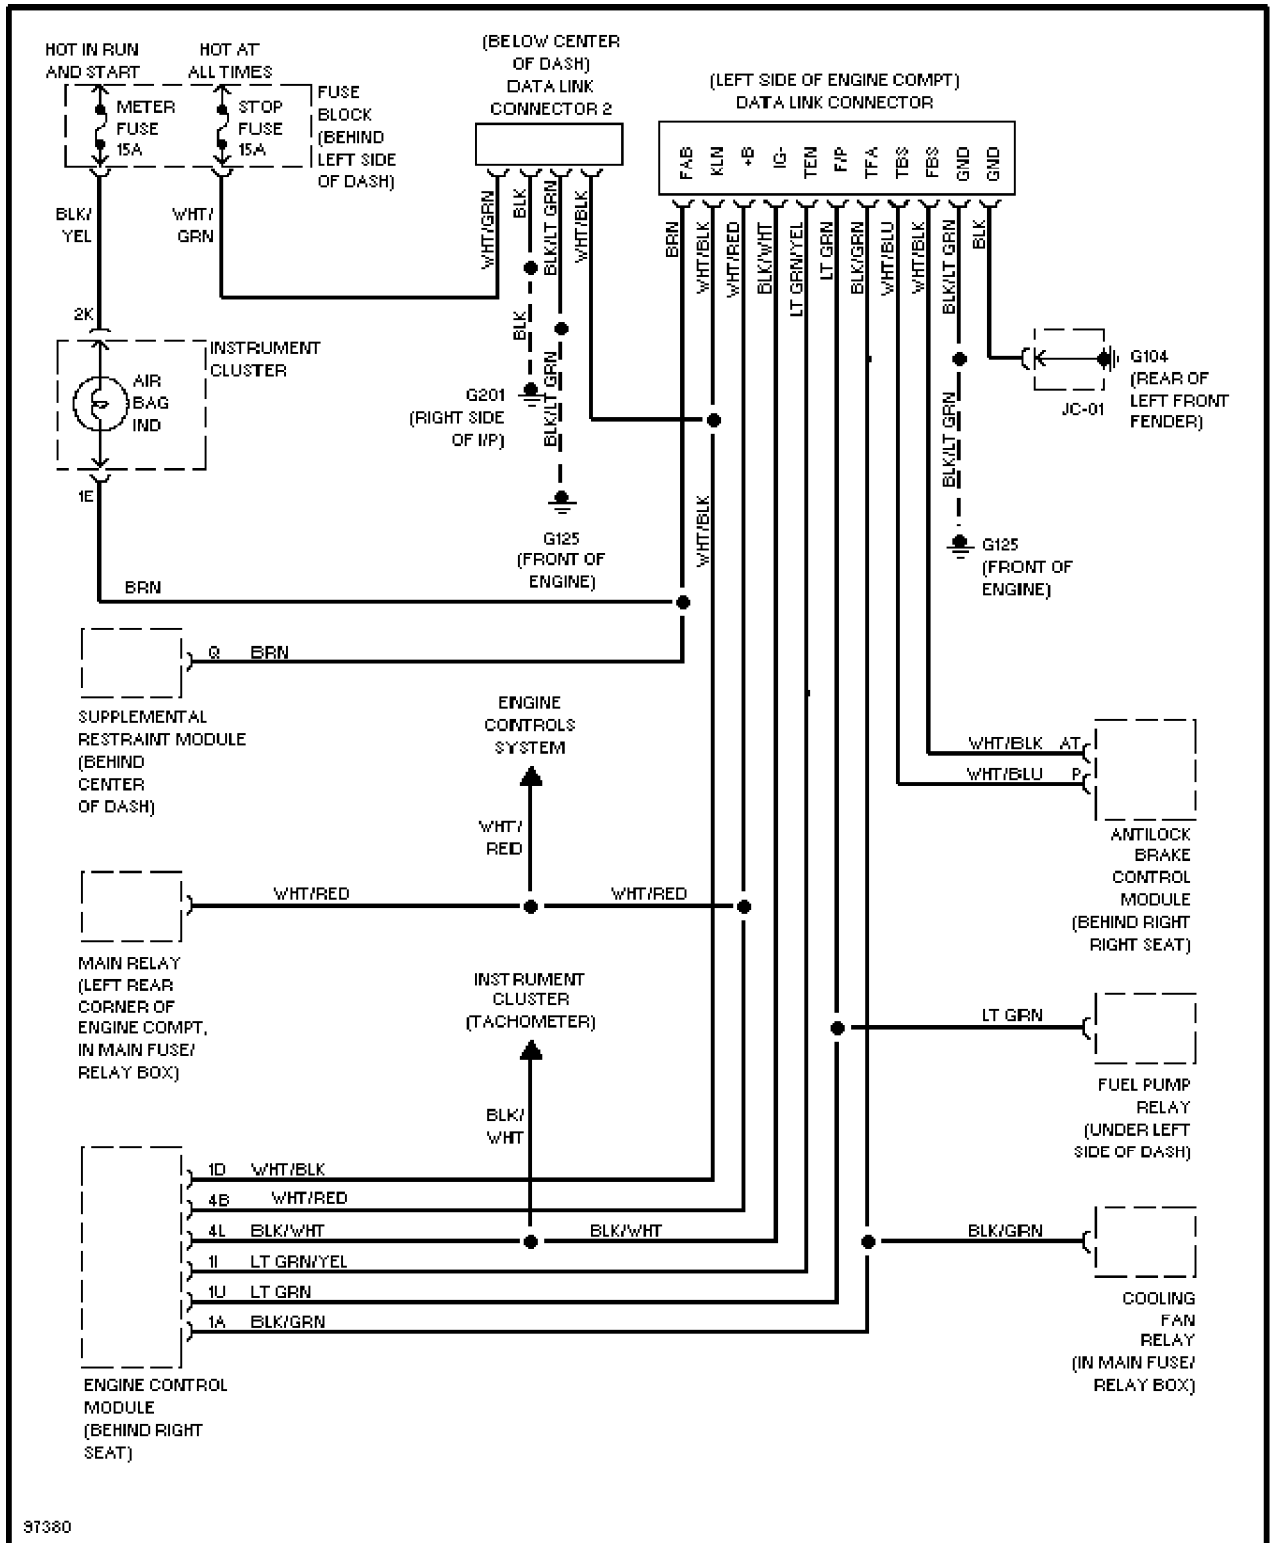 HOT IN RUN
AND START
HOT AT
ALL TIMES
METER
FUSE
15A
STOP
FUSE
15A
FUSE
BLOCK
(BEHIND
LEFT SIDE
OF DASH)
(BELOW CENTER
OF DASH)
DATA LINK
CONNECTOR 2
(LEFT SIDE OF ENGINE COMPT)
DATA LINK CONNECTOR
FAB
KLN
+B
IG-
TEN
F/P
TFA
TBS
FBS
GND
GND
BLK/
YEL
WHT/
GRN
WHT/GRN
BLK
BLK/LT GRN
WHT/BLK
BRN
WHT/BLK
WHT/RED
BLK/WHT
LT GRN/YEL
LT GRN
BLK/GRN
WHT/BLU
WHT/BLK
BLK/LT GRN
BLK
2K
INSTRUMENT
CLUSTER
AIR
BAG
IND
1E
BLK
BLK/LT GRN
BLK/LT GRN
G201
(RIGHT SIDE
OF I/P)
G125
(FRONT OF
ENGINE)
WHT/BLK
BLK/LT GRN
G104
(REAR OF
LEFT FRONT
FENDER)
JC-01
G125
(FRONT OF
ENGINE)
BRN
Q BRN
SUPPLEMENTAL
RESTRAINT MODULE
(BEHIND
CENTER
OF DASH)
ENGINE
CONTROLS
SYSTEM
WHT/
RED
WHT/BLK AT
WHT/BLU P
ANTILOCK
BRAKE
CONTROL
MODULE
(BEHIND RIGHT
RIGHT SEAT)
WHT/RED
WHT/RED
MAIN RELAY
(LEFT REAR
CORNER OF
ENGINE COMPT,
IN MAIN FUSE/
RELAY BOX)
INSTRUMENT
CLUSTER
(TACHOMETER)
BLK/
WHT
LT GRN
FUEL PUMP
RELAY
(UNDER LEFT
SIDE OF DASH)
1D WHT/BLK
4B WHT/RED
4L BLK/WHT
BLK/WHT
1I LT GRN/YEL
1U LT GRN
1A BLK/GRN
BLK/GRN
COOLING
FAN
RELAY
(IN MAIN FUSE/
RELAY BOX)
ENGINE CONTROL
MODULE
(BEHIND RIGHT
SEAT)
97380